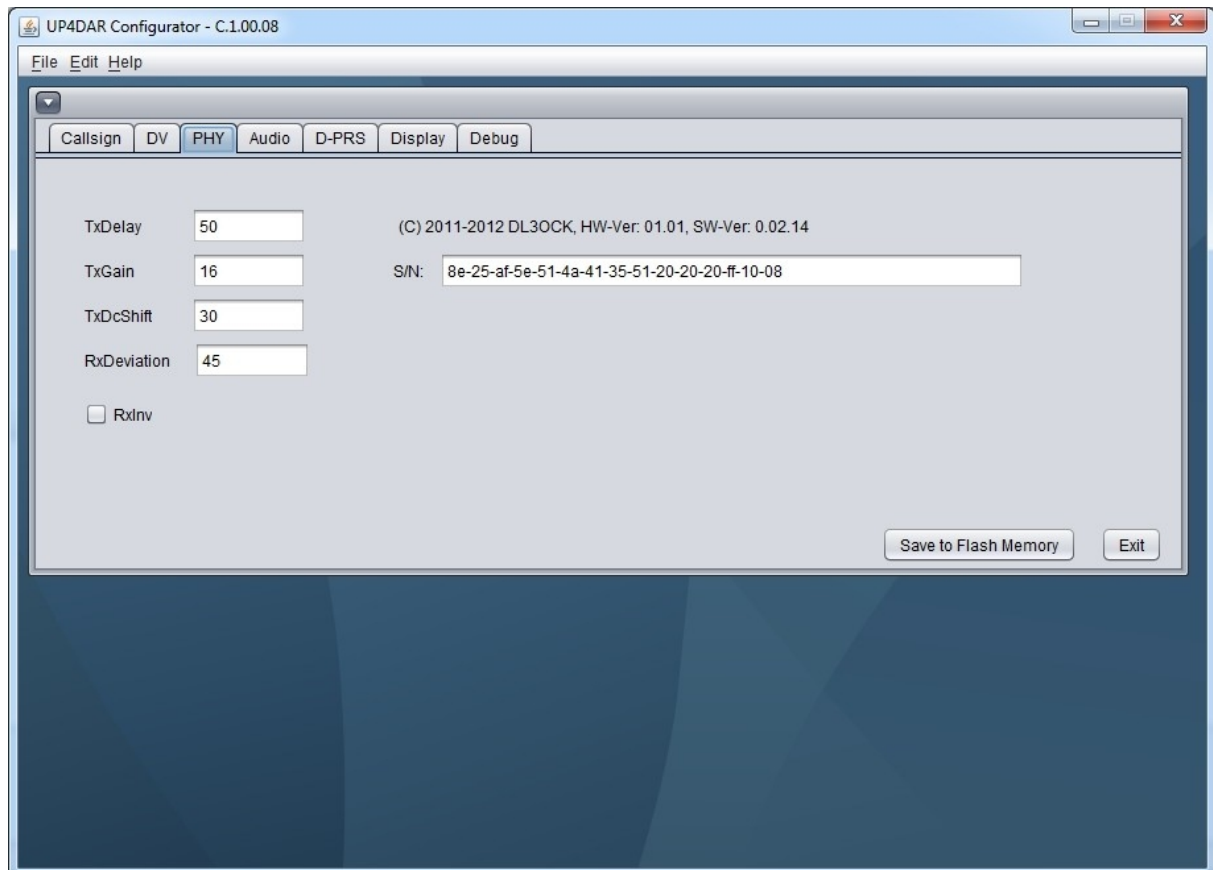 UP4DAR Configurator - C.1.00.08
File Edit Help
Callsign DV PHY Audio D-PRS Display Debug
TxDelay 50 (C) 2011-2012 DL3OCK, HW-Ver: 01.01, SW-Ver: 0.02.14
TxGain 16 S/N: 8e-25-af-5e-51-4a-41-35-51-20-20-20-ff-10-08
TxDcShift 30
RxDeviation 45
RxInv
Save to Flash Memory Exit